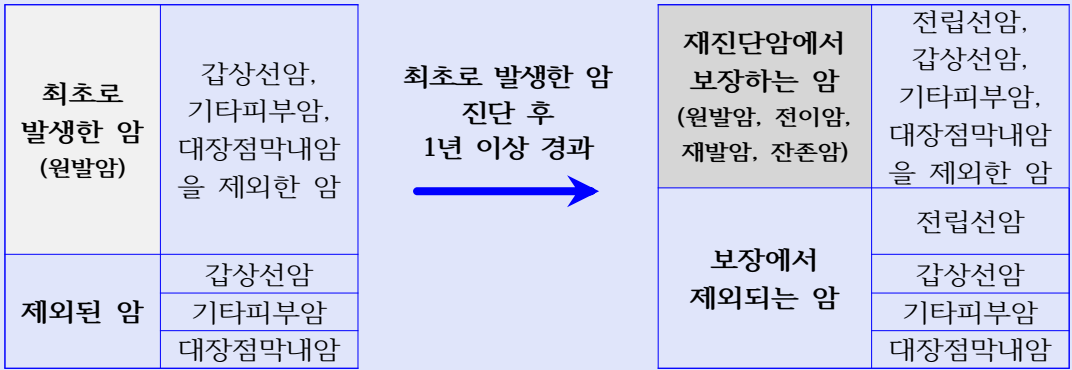 최초로
발생한 암
(원발암)
갑상선암,
기타피부암,
대장점막내암
을 제외한 암
제외된 암
갑상선암
기타피부암
대장점막내암
최초로 발생한 암
진단 후
1년 이상 경과
재진단암에서
보장하는 암
(원발암, 전이암,
재발암, 잔존암)
전립선암,
갑상선암,
기타피부암,
대장점막내암
을 제외한 암
보장에서
제외되는 암
전립선암
갑상선암
기타피부암
대장점막내암